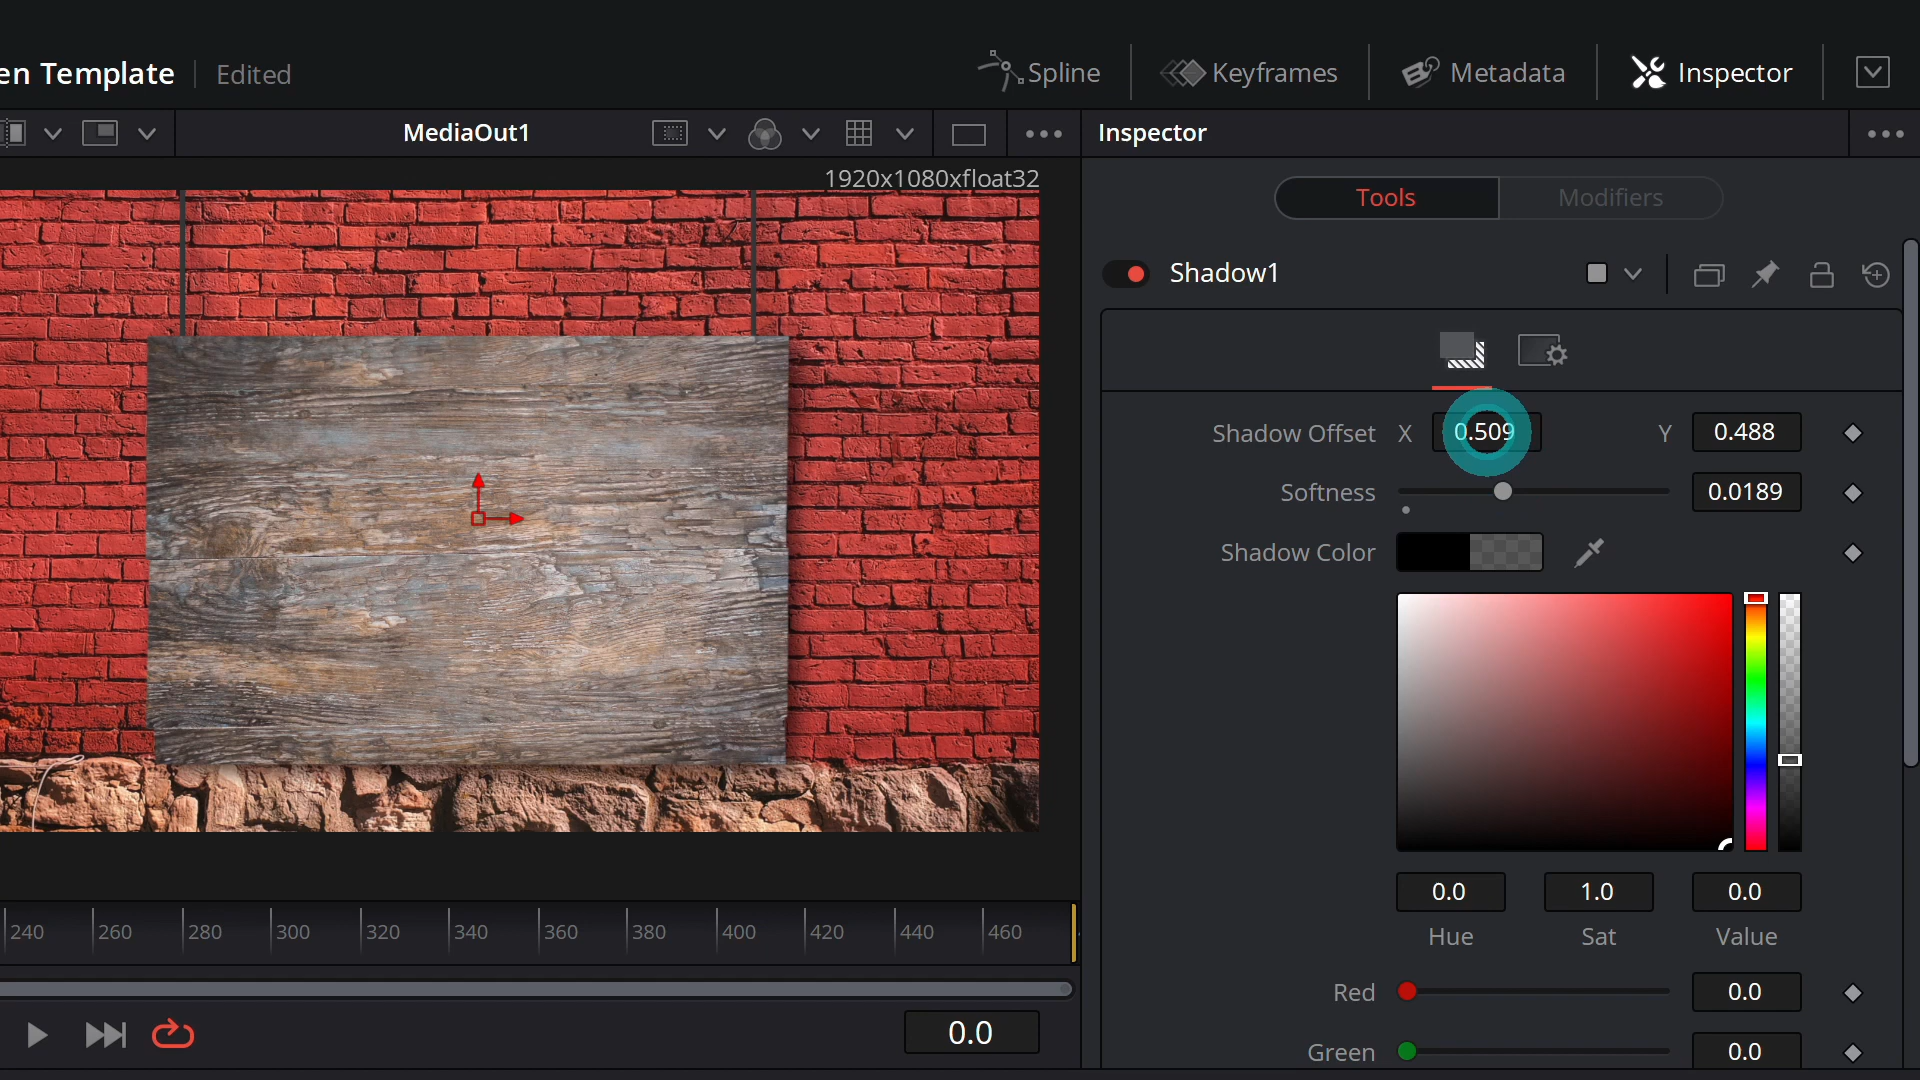 en Template
Edited
Spline
Keyframes
Metadata
Inspector
MediaOut1
Inspector
1920x1080xfloat32
Tools
Modifiers
Shadow1
Shadow Offset X 0.509 Y 0.488
Softness 0.0189
Shadow Color
0.0 1.0 0.0
Hue Sat Value
Red 0.0
Green 0.0
240 260 280 300 320 340 360 380 400 420 440 460
0.0